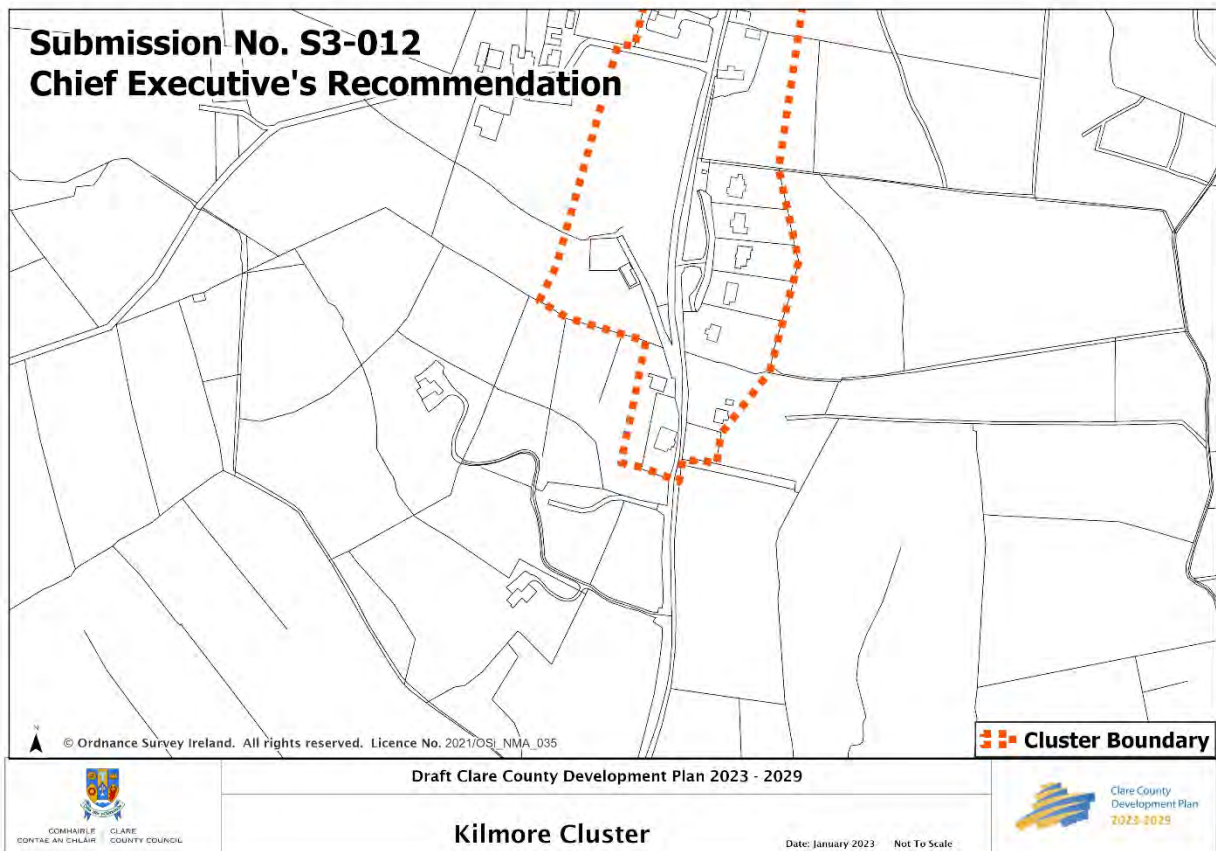 Submission No. S3-012
Chief Executive's Recommendation
N
© Ordnance Survey Ireland. All rights reserved. Licence No. 2021/OSi_NMA_035
Cluster Boundary
COMHAIRLE CONTAE AN CHLÁIR
CLARE COUNTY COUNCIL
Draft Clare County Development Plan 2023 - 2029
Kilmore Cluster
Date: January 2023 Not To Scale
Clare County
Development Plan
2023-2029